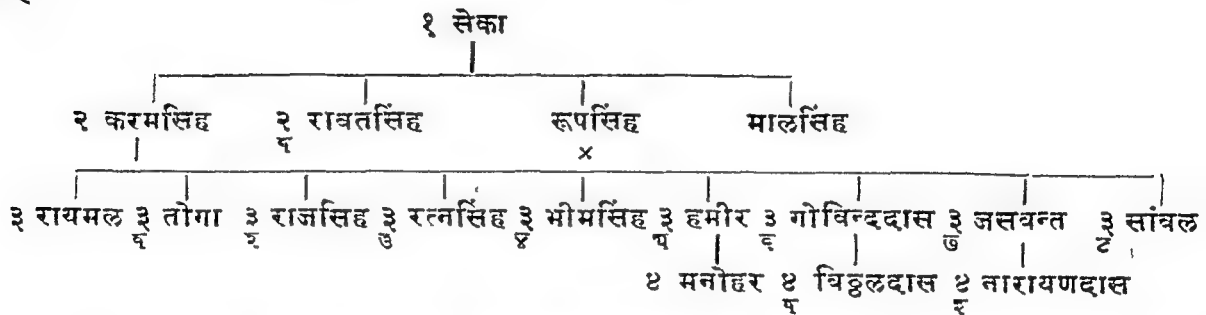 १ सेका
२ करमसिंह २/१ रावतसिंह रूपसिंह मालसिंह
×
३ रायमल ३/१ तोगा ३/२ राजसिह ३/३ रत्नसिंह ३/४ भीमसिंह ३/५ हमीर ३/६ गोविन्ददास ३/७ जसवन्त ३/८ सांवल
४ मनोहर ४/१ विठ्ठलदास ४/२ नारायणदास